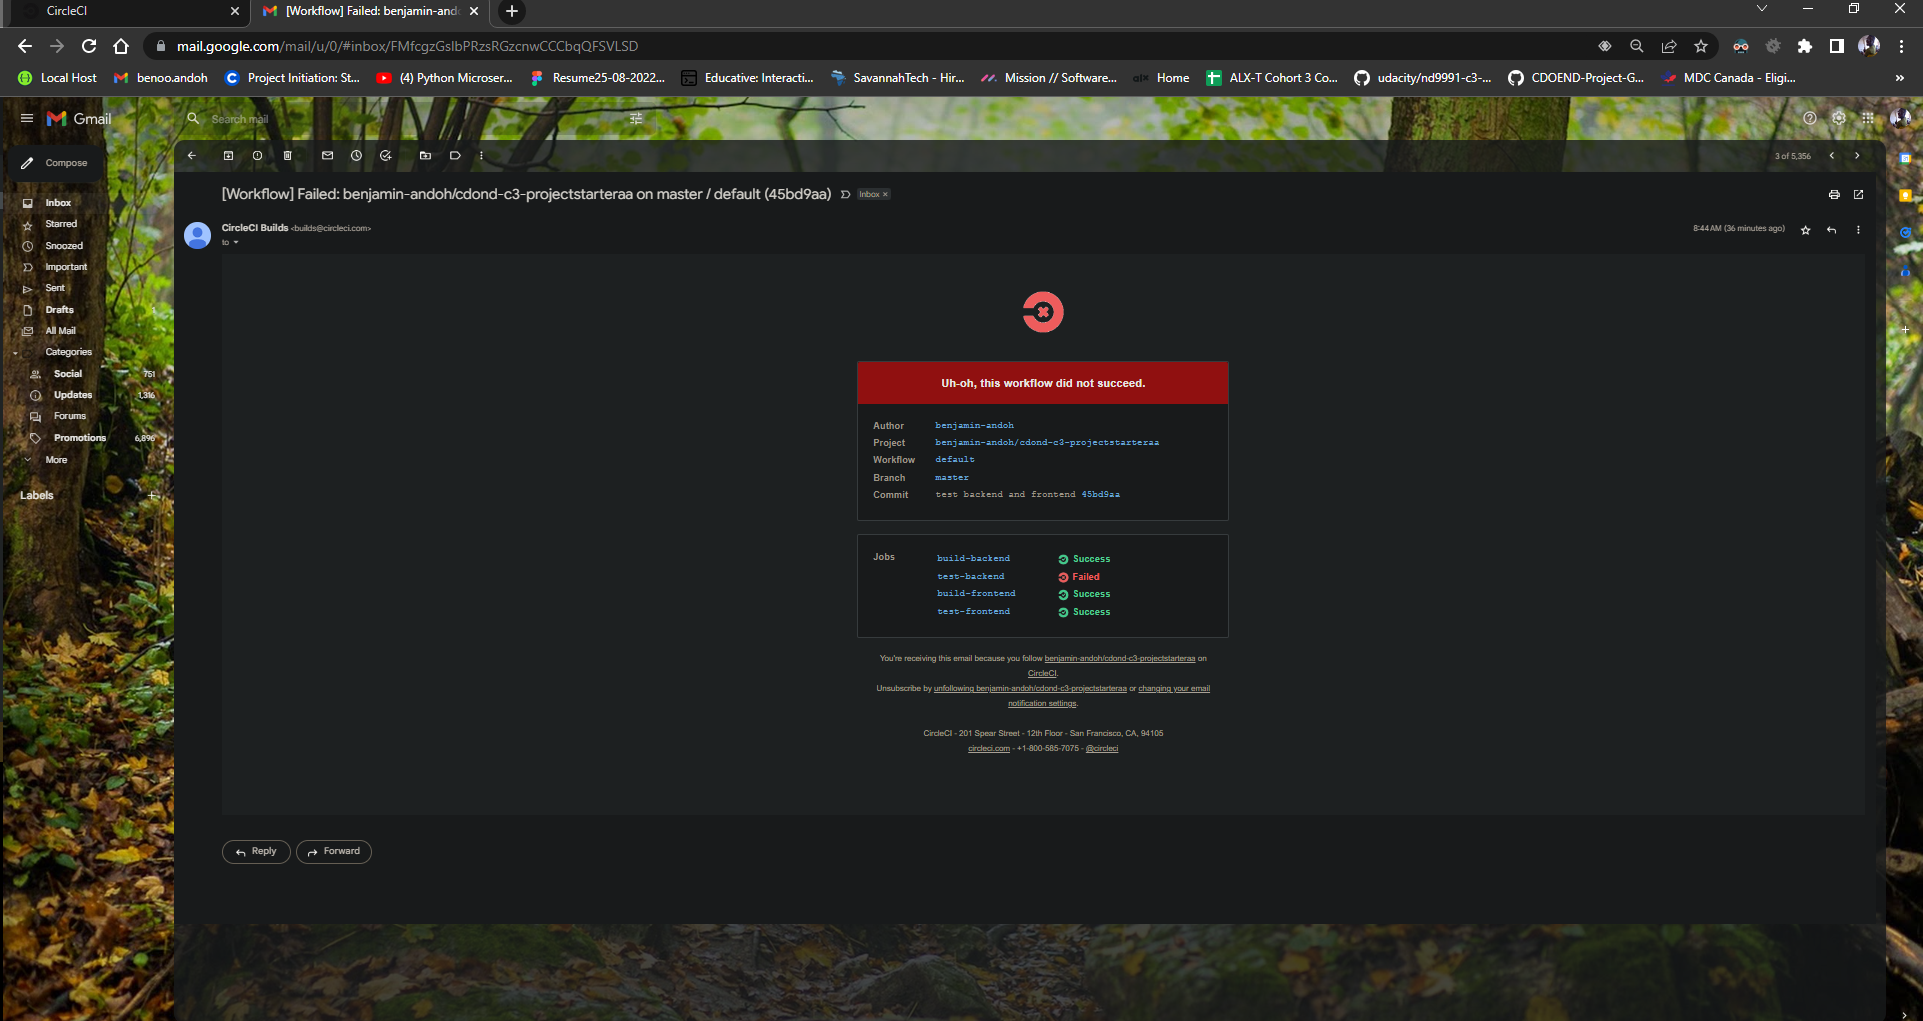 CircleCI
[Workflow] Failed: benjamin-ando
mail.google.com/mail/u/0/#inbox/FMfcgzGslbPRzsRGzcnwCCCbqQFSVLSD
Local Host
benoo.andoh
Project Initiation: St...
(4) Python Microser...
Resume25-08-2022...
Educative: Interacti...
SavannahTech - Hir...
Mission // Software...
alx
Home
ALX-T Cohort 3 Co...
udacity/nd9991-c3-...
CDOEND-Project-G...
MDC Canada - Eligi...
»
Gmail
Search mail
Compose
3 of 5,356
Inbox
Starred
Snoozed
Important
Sent
Drafts
All Mail
Categories
Social 751
Updates 1,316
Forums
Promotions 6,896
More
Labels
+
[Workflow] Failed: benjamin-andoh/cdond-c3-projectstarteraa on master / default (45bd9aa)
Inbox ×
CircleCI Builds <builds@circleci.com>
to
8:44 AM (36 minutes ago)
Uh-oh, this workflow did not succeed.
Author benjamin-andoh
Project benjamin-andoh/cdond-c3-projectstarteraa
Workflow default
Branch master
Commit test backend and frontend 45bd9aa
Jobs build-backend Success
test-backend Failed
build-frontend Success
test-frontend Success
You're receiving this email because you follow benjamin-andoh/cdond-c3-projectstarteraa on
CircleCI.
Unsubscribe by unfollowing benjamin-andoh/cdond-c3-projectstarteraa or changing your email
notification settings.
CircleCI - 201 Spear Street - 12th Floor - San Francisco, CA, 94105
circleci.com - +1-800-585-7075 - @circleci
Reply
Forward